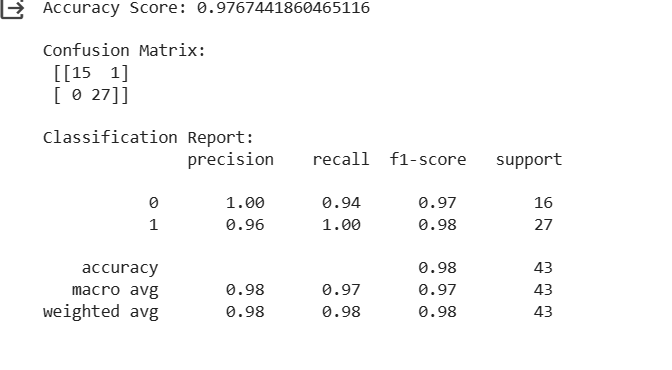 Accuracy Score: 0.9767441860465116
Confusion Matrix:
[[15  1]
[ 0 27]]
Classification Report:
precision    recall  f1-score   support
0       1.00      0.94      0.97        16
1       0.96      1.00      0.98        27
accuracy                           0.98        43
macro avg       0.98      0.97      0.97        43
weighted avg       0.98      0.98      0.98        43